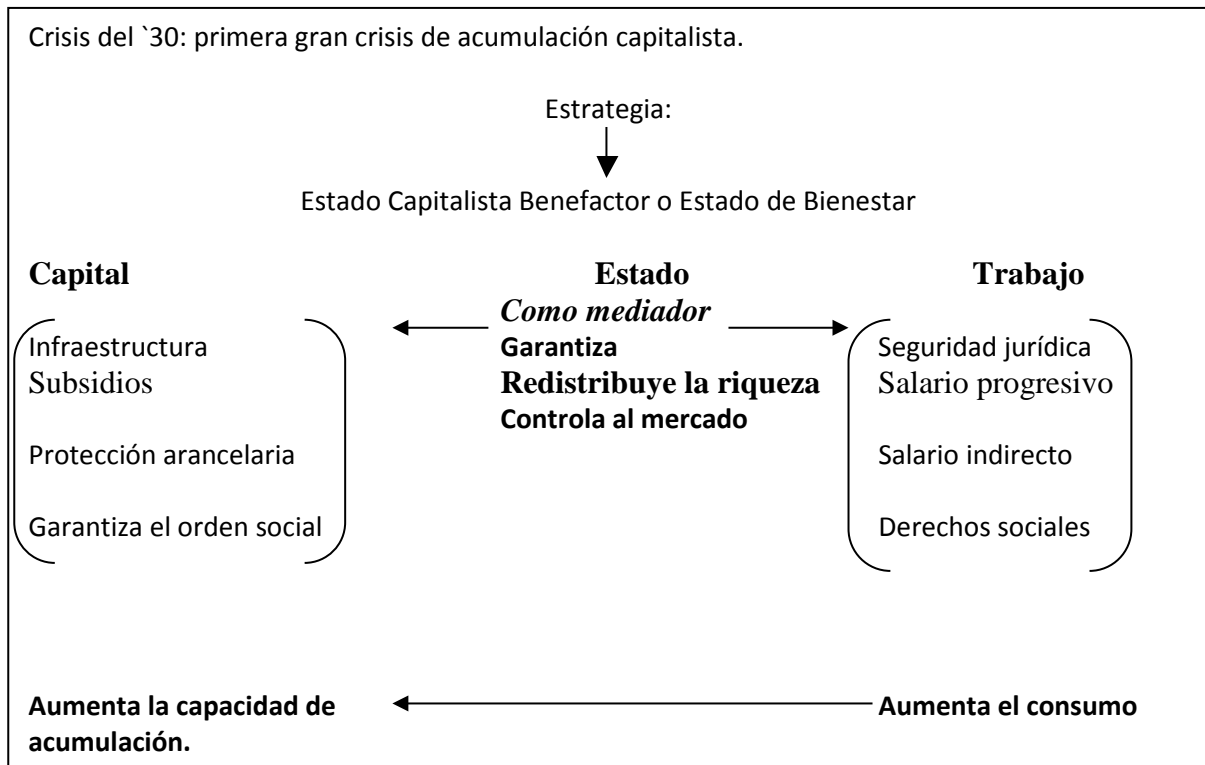 Crisis del `30: primera gran crisis de acumulación capitalista.
Estrategia:
Estado Capitalista Benefactor o Estado de Bienestar
Capital
Infraestructura
Subsidios
Protección arancelaria
Garantiza el orden social
Estado
Como mediador
Garantiza
Redistribuye la riqueza
Controla al mercado
Trabajo
Seguridad jurídica
Salario progresivo
Salario indirecto
Derechos sociales
Aumenta la capacidad de
acumulación.
Aumenta el consumo